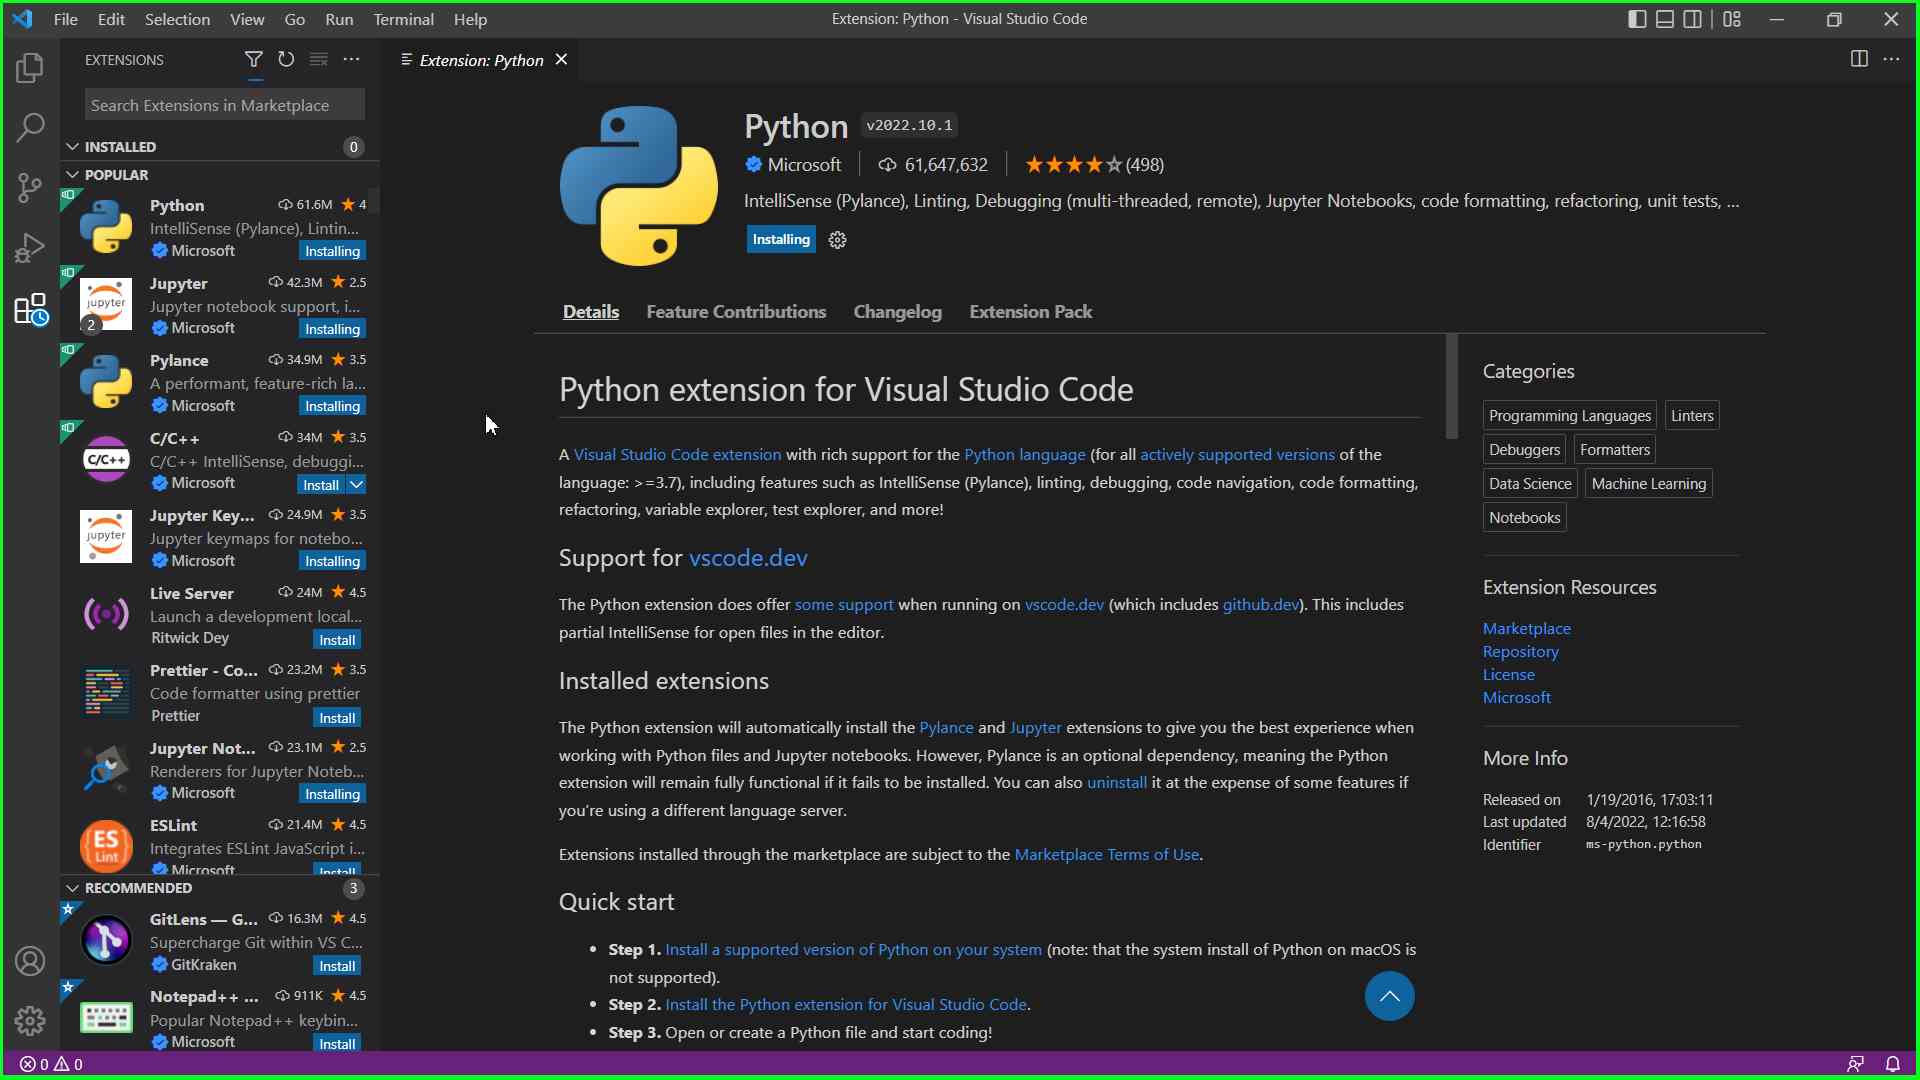 File Edit Selection View Go Run Terminal Help
Extension: Python - Visual Studio Code
EXTENSIONS
Search Extensions in Marketplace
INSTALLED 0
POPULAR
Python 61.6M 4
IntelliSense (Pylance), Lintin...
Microsoft Installing
Jupyter 42.3M 2.5
Jupyter notebook support, i...
2 Microsoft Installing
Pylance 34.9M 3.5
A performant, feature-rich la...
Microsoft Installing
C/C++ 34M 3.5
C/C++ IntelliSense, debuggi...
Microsoft Install
Jupyter Key... 24.9M 3.5
Jupyter keymaps for notebo...
Microsoft Installing
Live Server 24M 4.5
Launch a development local...
Ritwick Dey Install
Prettier - Co... 23.2M 3.5
Code formatter using prettier
Prettier Install
Jupyter Not... 23.1M 2.5
Renderers for Jupyter Noteb...
Microsoft Installing
ESLint 21.4M 4.5
Integrates ESLint JavaScript i...
Microsoft Install
RECOMMENDED 3
GitLens — G... 16.3M 4.5
Supercharge Git within VS C...
GitKraken Install
Notepad++ ... 911K 4.5
Popular Notepad++ keybin...
Microsoft Install
jupyter
C/C++
jupyter
ES
Lint
Extension: Python
Python v2022.10.1
Microsoft 61,647,632 (498)
IntelliSense (Pylance), Linting, Debugging (multi-threaded, remote), Jupyter Notebooks, code formatting, refactoring, unit tests, ...
Installing
Details Feature Contributions Changelog Extension Pack
Python extension for Visual Studio Code
A Visual Studio Code extension with rich support for the Python language (for all actively supported versions of the
language: >=3.7), including features such as IntelliSense (Pylance), linting, debugging, code navigation, code formatting,
refactoring, variable explorer, test explorer, and more!
Support for vscode.dev
The Python extension does offer some support when running on vscode.dev (which includes github.dev). This includes
partial IntelliSense for open files in the editor.
Installed extensions
The Python extension will automatically install the Pylance and Jupyter extensions to give you the best experience when
working with Python files and Jupyter notebooks. However, Pylance is an optional dependency, meaning the Python
extension will remain fully functional if it fails to be installed. You can also uninstall it at the expense of some features if
you're using a different language server.
Extensions installed through the marketplace are subject to the Marketplace Terms of Use.
Quick start
• Step 1. Install a supported version of Python on your system (note: that the system install of Python on macOS is
not supported).
• Step 2. Install the Python extension for Visual Studio Code.
• Step 3. Open or create a Python file and start coding!
Categories
Programming Languages Linters
Debuggers Formatters
Data Science Machine Learning
Notebooks
Extension Resources
Marketplace
Repository
License
Microsoft
More Info
Released on 1/19/2016, 17:03:11
Last updated 8/4/2022, 12:16:58
Identifier ms-python.python
0 0